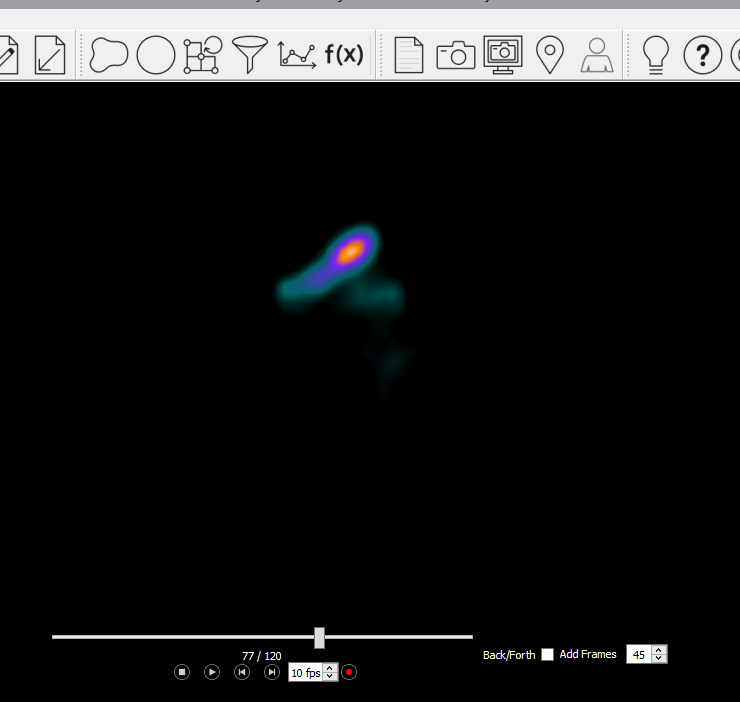 f(x)
?
77 / 120
Back/Forth
Add Frames
45
10 fps